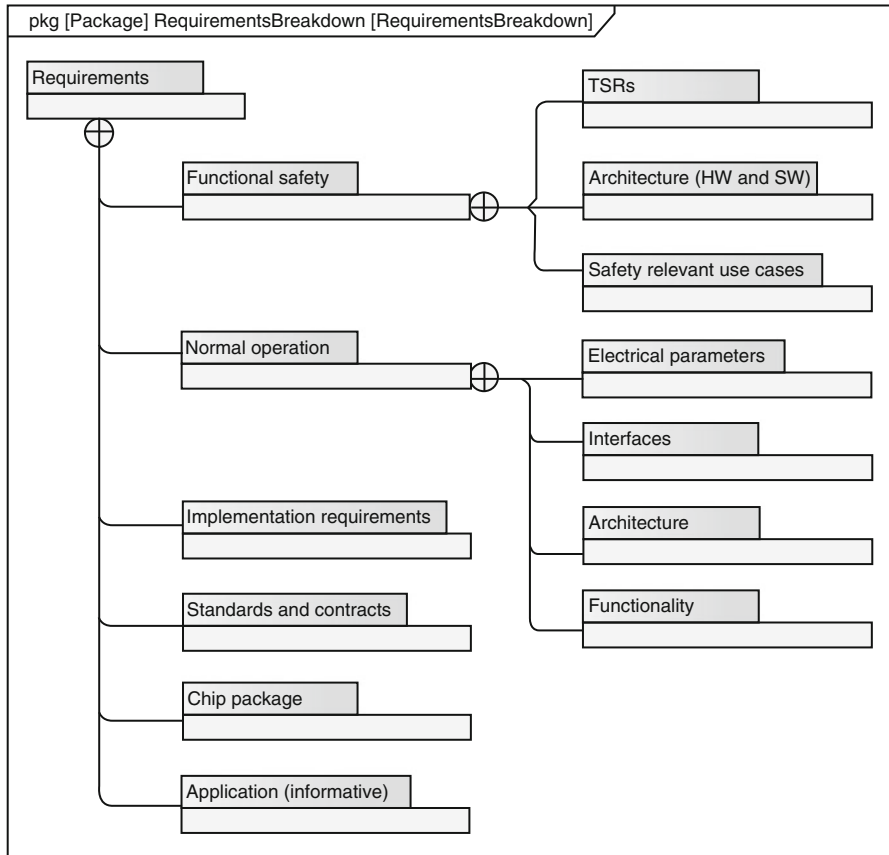 pkg [Package] RequirementsBreakdown [RequirementsBreakdown]
Requirements
Functional safety
TSRs
Architecture (HW and SW)
Safety relevant use cases
Normal operation
Electrical parameters
Interfaces
Architecture
Functionality
Implementation requirements
Standards and contracts
Chip package
Application (informative)